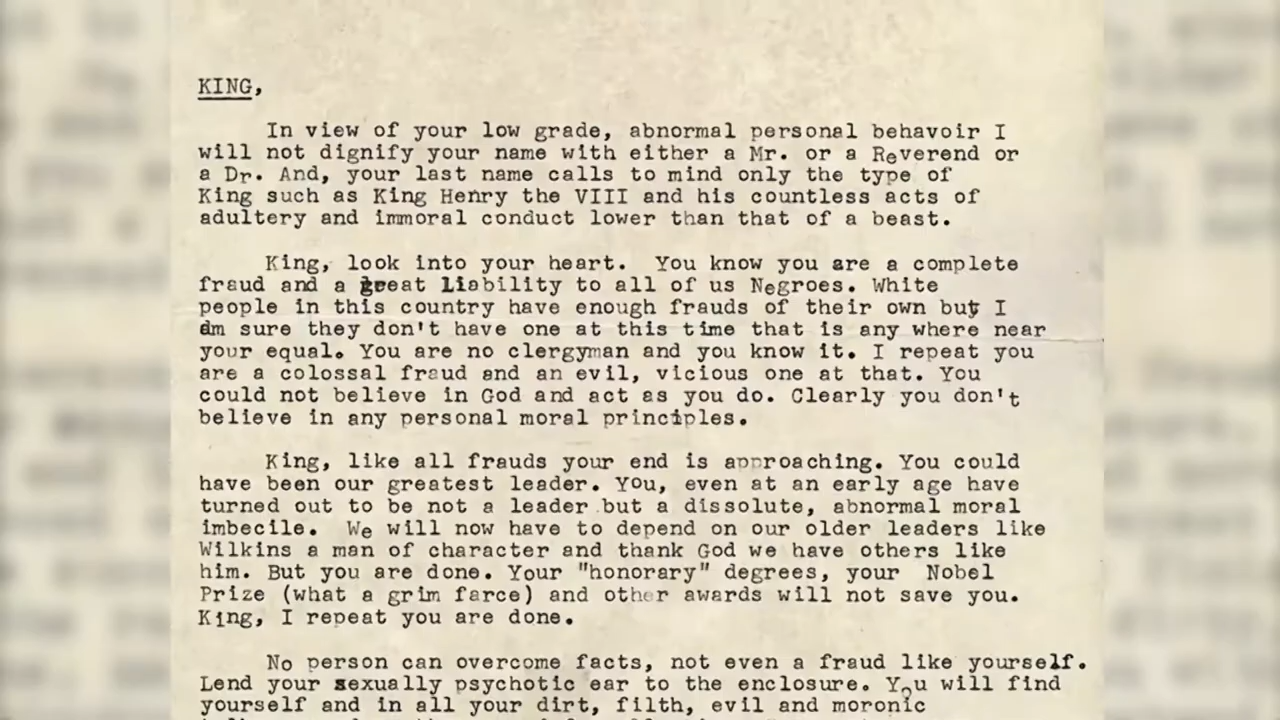 KING,
In view of your low grade, abnormal personal behavoir I
will not dignify your name with either a Mr. or a Reverend or
a Dr. And, your last name calls to mind only the type of
King such as King Henry the VIII and his countless acts of
adultery and immoral conduct lower than that of a beast.
King, look into your heart. You know you are a complete
fraud and a great liability to all of us Negroes. White
people in this country have enough frauds of their own but I
am sure they don't have one at this time that is any where near
your equal. You are no clergyman and you know it. I repeat you
are a colossal fraud and an evil, vicious one at that. You
could not believe in God and act as you do. Clearly you don't
believe in any personal moral principles.
King, like all frauds your end is approaching. You could
have been our greatest leader. You, even at an early age have
turned out to be not a leader but a dissolute, abnormal moral
imbecile. We will now have to depend on our older leaders like
Wilkins a man of character and thank God we have others like
him. But you are done. Your "honorary" degrees, your Nobel
Prize (what a grim farce) and other awards will not save you.
King, I repeat you are done.
No person can overcome facts, not even a fraud like yourself.
Lend your sexually psychotic ear to the enclosure. You will find
yourself and in all your dirt, filth, evil and moronic